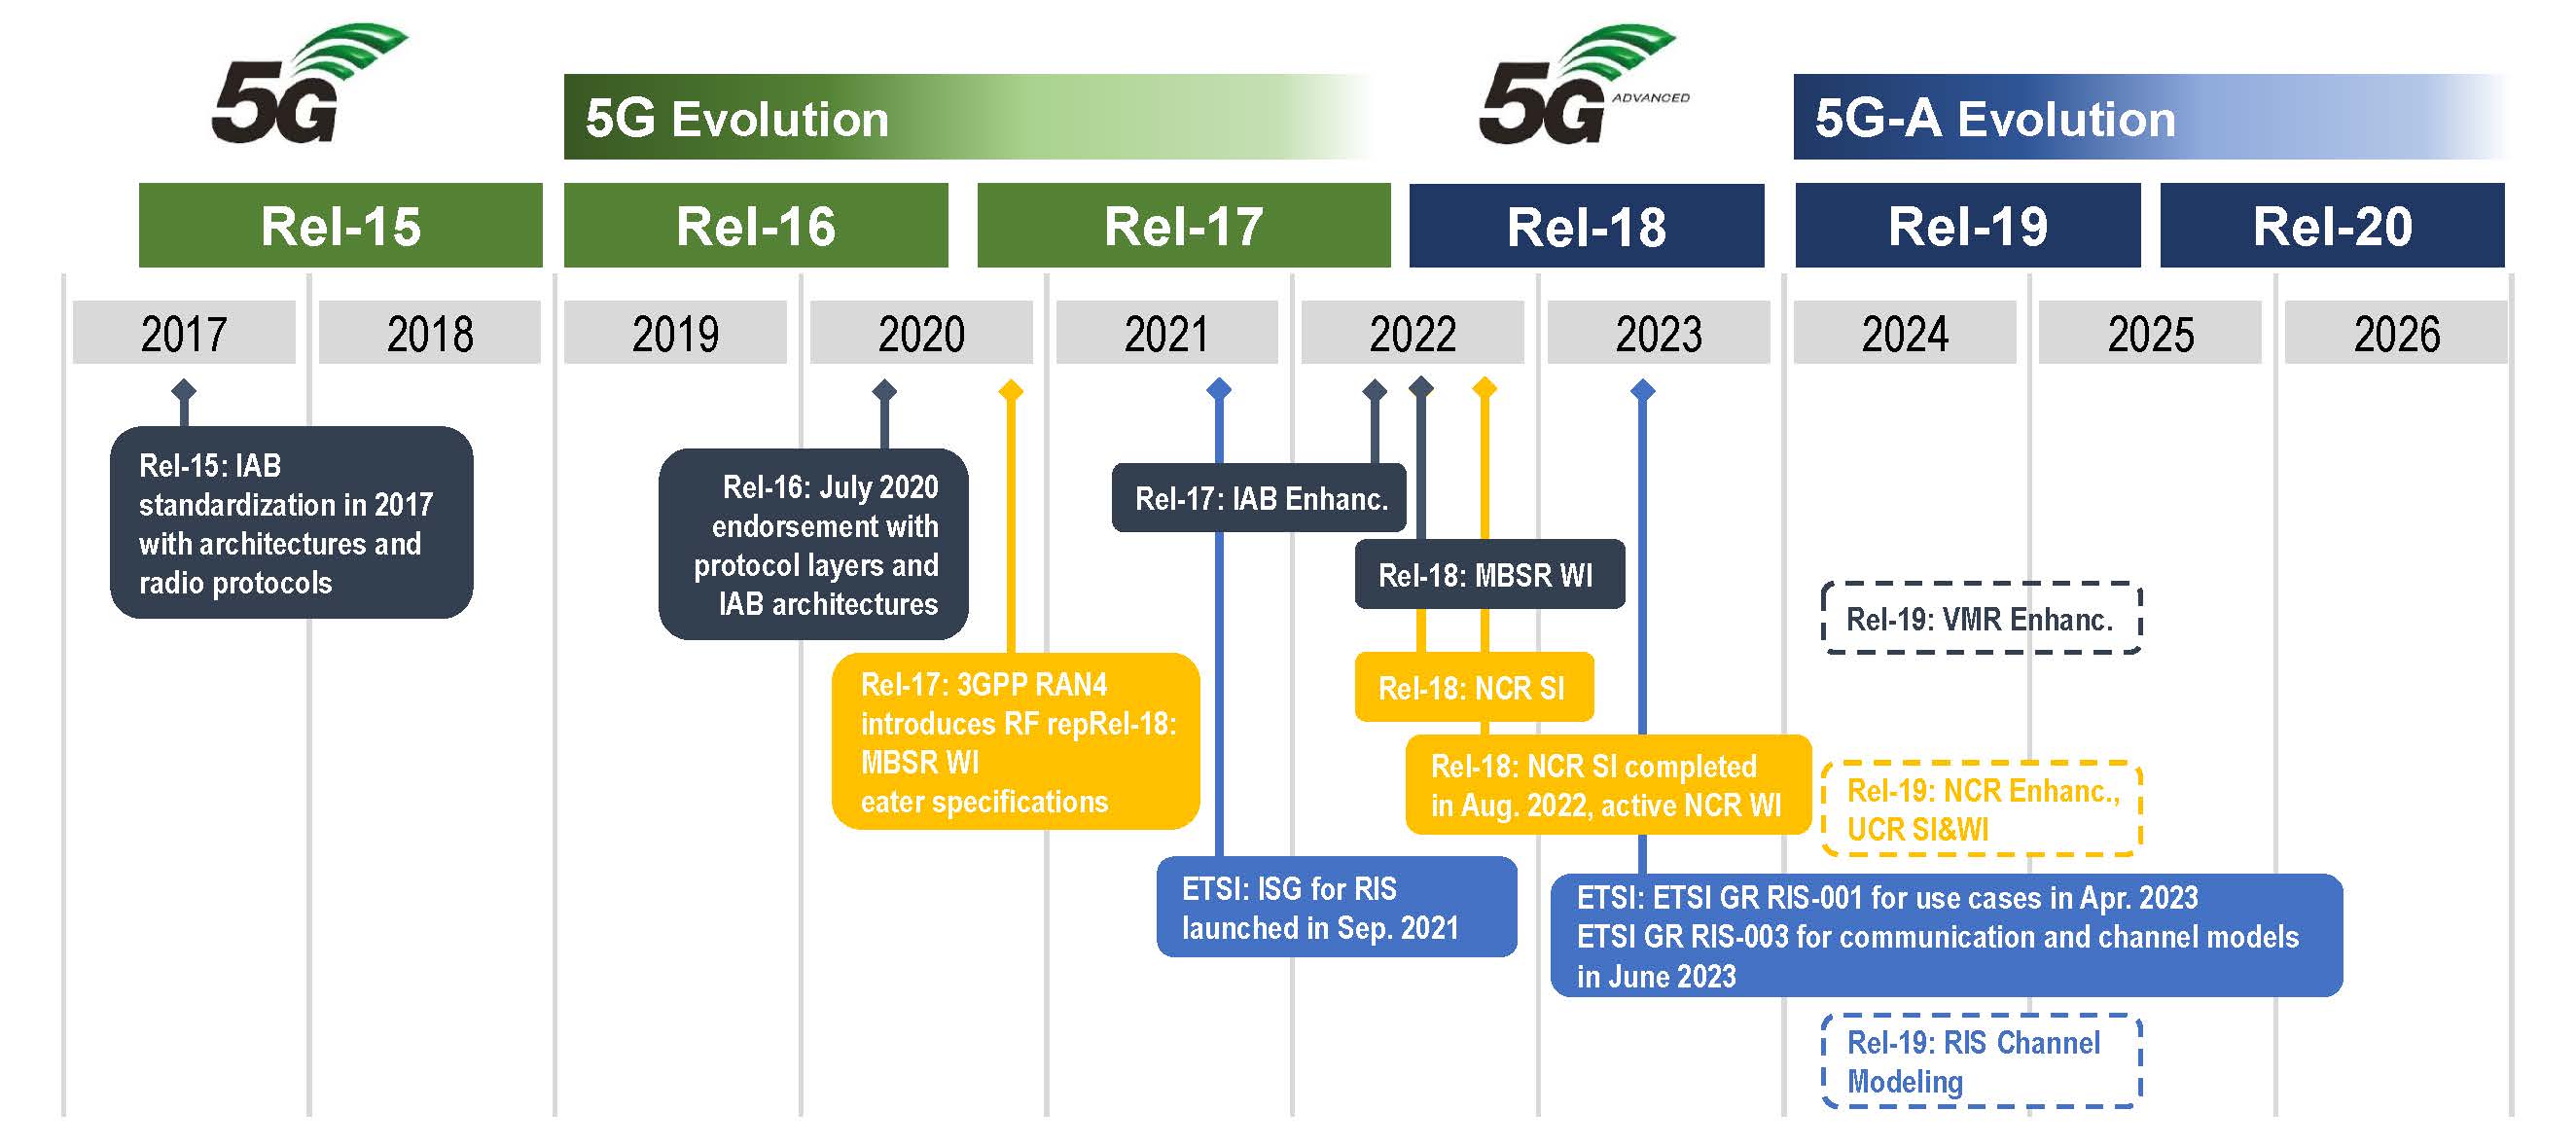 5G
5G Evolution
5G ADVANCED
5G-A Evolution
Rel-15
Rel-16
Rel-17
Rel-18
Rel-19
Rel-20
2017
2018
2019
2020
2021
2022
2023
2024
2025
2026
Rel-15: IAB
standardization in 2017
with architectures and
radio protocols
Rel-16: July 2020
endorsement with
protocol layers and
IAB architectures
Rel-17: IAB Enhanc.
Rel-18: MBSR WI
Rel-19: VMR Enhanc.
Rel-17: 3GPP RAN4
introduces RF repRel-18:
MBSR WI
eater specifications
Rel-18: NCR SI
Rel-18: NCR SI completed
in Aug. 2022, active NCR WI
Rel-19: NCR Enhanc.,
UCR SI&WI
ETSI: ISG for RIS
launched in Sep. 2021
ETSI: ETSI GR RIS-001 for use cases in Apr. 2023
ETSI GR RIS-003 for communication and channel models
in June 2023
Rel-19: RIS Channel
Modeling